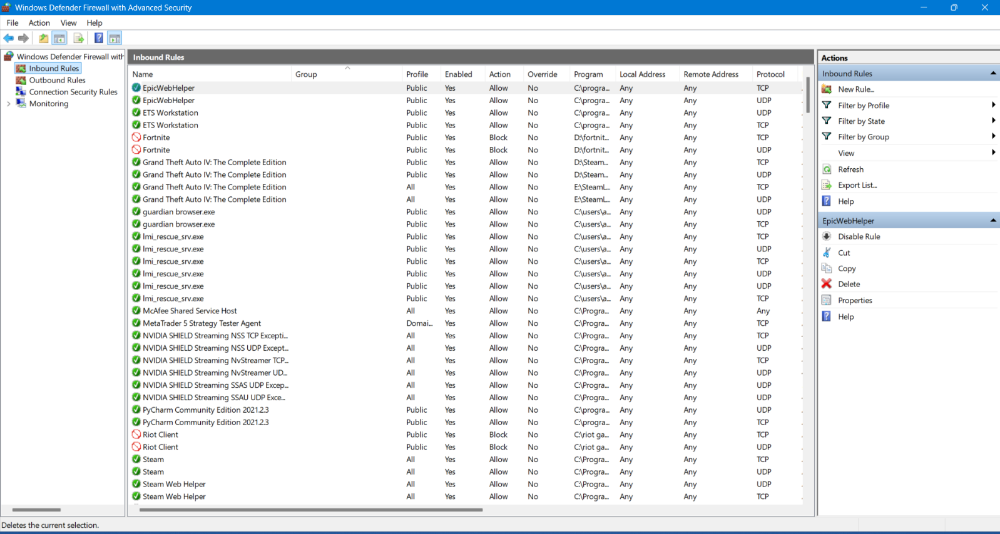 Windows Defender Firewall with Advanced Security
File Action View Help
Windows Defender Firewall with
Inbound Rules
Outbound Rules
Connection Security Rules
Monitoring
Inbound Rules
Name Group Profile Enabled Action Override Program Local Address Remote Address Protocol
EpicWebHelper Public Yes Allow No C:\progra... Any Any TCP
EpicWebHelper Public Yes Allow No C:\progra... Any Any UDP
ETS Workstation Public Yes Allow No C:\progra... Any Any UDP
ETS Workstation Public Yes Allow No C:\progra... Any Any TCP
Fortnite Public Yes Block No D:\fortnit... Any Any TCP
Fortnite Public Yes Block No D:\fortnit... Any Any UDP
Grand Theft Auto IV: The Complete Edition Public Yes Allow No D:\Steam... Any Any TCP
Grand Theft Auto IV: The Complete Edition Public Yes Allow No D:\Steam... Any Any UDP
Grand Theft Auto IV: The Complete Edition All Yes Allow No E:\SteamL... Any Any TCP
Grand Theft Auto IV: The Complete Edition All Yes Allow No E:\SteamL... Any Any UDP
guardian browser.exe Public Yes Allow No C:\users\a... Any Any UDP
guardian browser.exe Public Yes Allow No C:\users\a... Any Any TCP
lmi_rescue_srv.exe Public Yes Allow No C:\users\a... Any Any TCP
lmi_rescue_srv.exe Public Yes Allow No C:\users\a... Any Any UDP
lmi_rescue_srv.exe Public Yes Allow No C:\users\a... Any Any TCP
lmi_rescue_srv.exe Public Yes Allow No C:\users\a... Any Any UDP
lmi_rescue_srv.exe Public Yes Allow No C:\users\a... Any Any UDP
lmi_rescue_srv.exe Public Yes Allow No C:\users\a... Any Any TCP
McAfee Shared Service Host All Yes Allow No C:\Progra... Any Any Any
MetaTrader 5 Strategy Tester Agent Domai... Yes Allow No C:\Progra... Any Any TCP
NVIDIA SHIELD Streaming NSS TCP Excepti... All Yes Allow No C:\Progra... Any Any TCP
NVIDIA SHIELD Streaming NSS UDP Except... All Yes Allow No C:\Progra... Any Any UDP
NVIDIA SHIELD Streaming NvStreamer TCP... All Yes Allow No C:\Progra... Any Any TCP
NVIDIA SHIELD Streaming NvStreamer UD... All Yes Allow No C:\Progra... Any Any UDP
NVIDIA SHIELD Streaming SSAS UDP Excep... All Yes Allow No C:\Progra... Any Any UDP
NVIDIA SHIELD Streaming SSAU UDP Exce... All Yes Allow No C:\Progra... Any Any UDP
PyCharm Community Edition 2021.2.3 Public Yes Allow No C:\progra... Any Any UDP
PyCharm Community Edition 2021.2.3 Public Yes Allow No C:\progra... Any Any TCP
Riot Client Public Yes Block No C:\riot ga... Any Any TCP
Riot Client Public Yes Block No C:\riot ga... Any Any UDP
Steam All Yes Allow No C:\Progra... Any Any TCP
Steam All Yes Allow No C:\Progra... Any Any UDP
Steam Web Helper All Yes Allow No C:\Progra... Any Any UDP
Steam Web Helper All Yes Allow No C:\Progra... Any Any TCP
Actions
Inbound Rules
New Rule...
Filter by Profile
Filter by State
Filter by Group
View
Refresh
Export List...
Help
EpicWebHelper
Disable Rule
Cut
Copy
Delete
Properties
Help
Deletes the current selection.